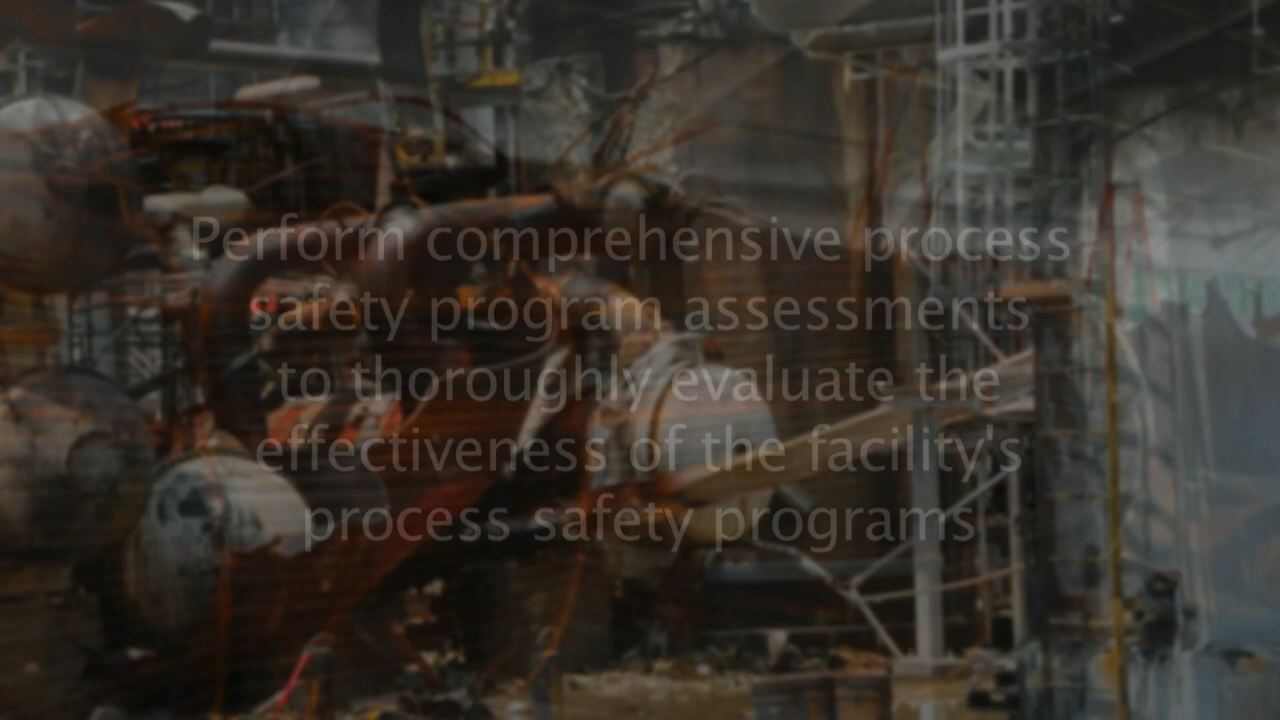 Perform comprehensive process
safety program assessments
to thoroughly evaluate the
effectiveness of the facility's
process safety programs